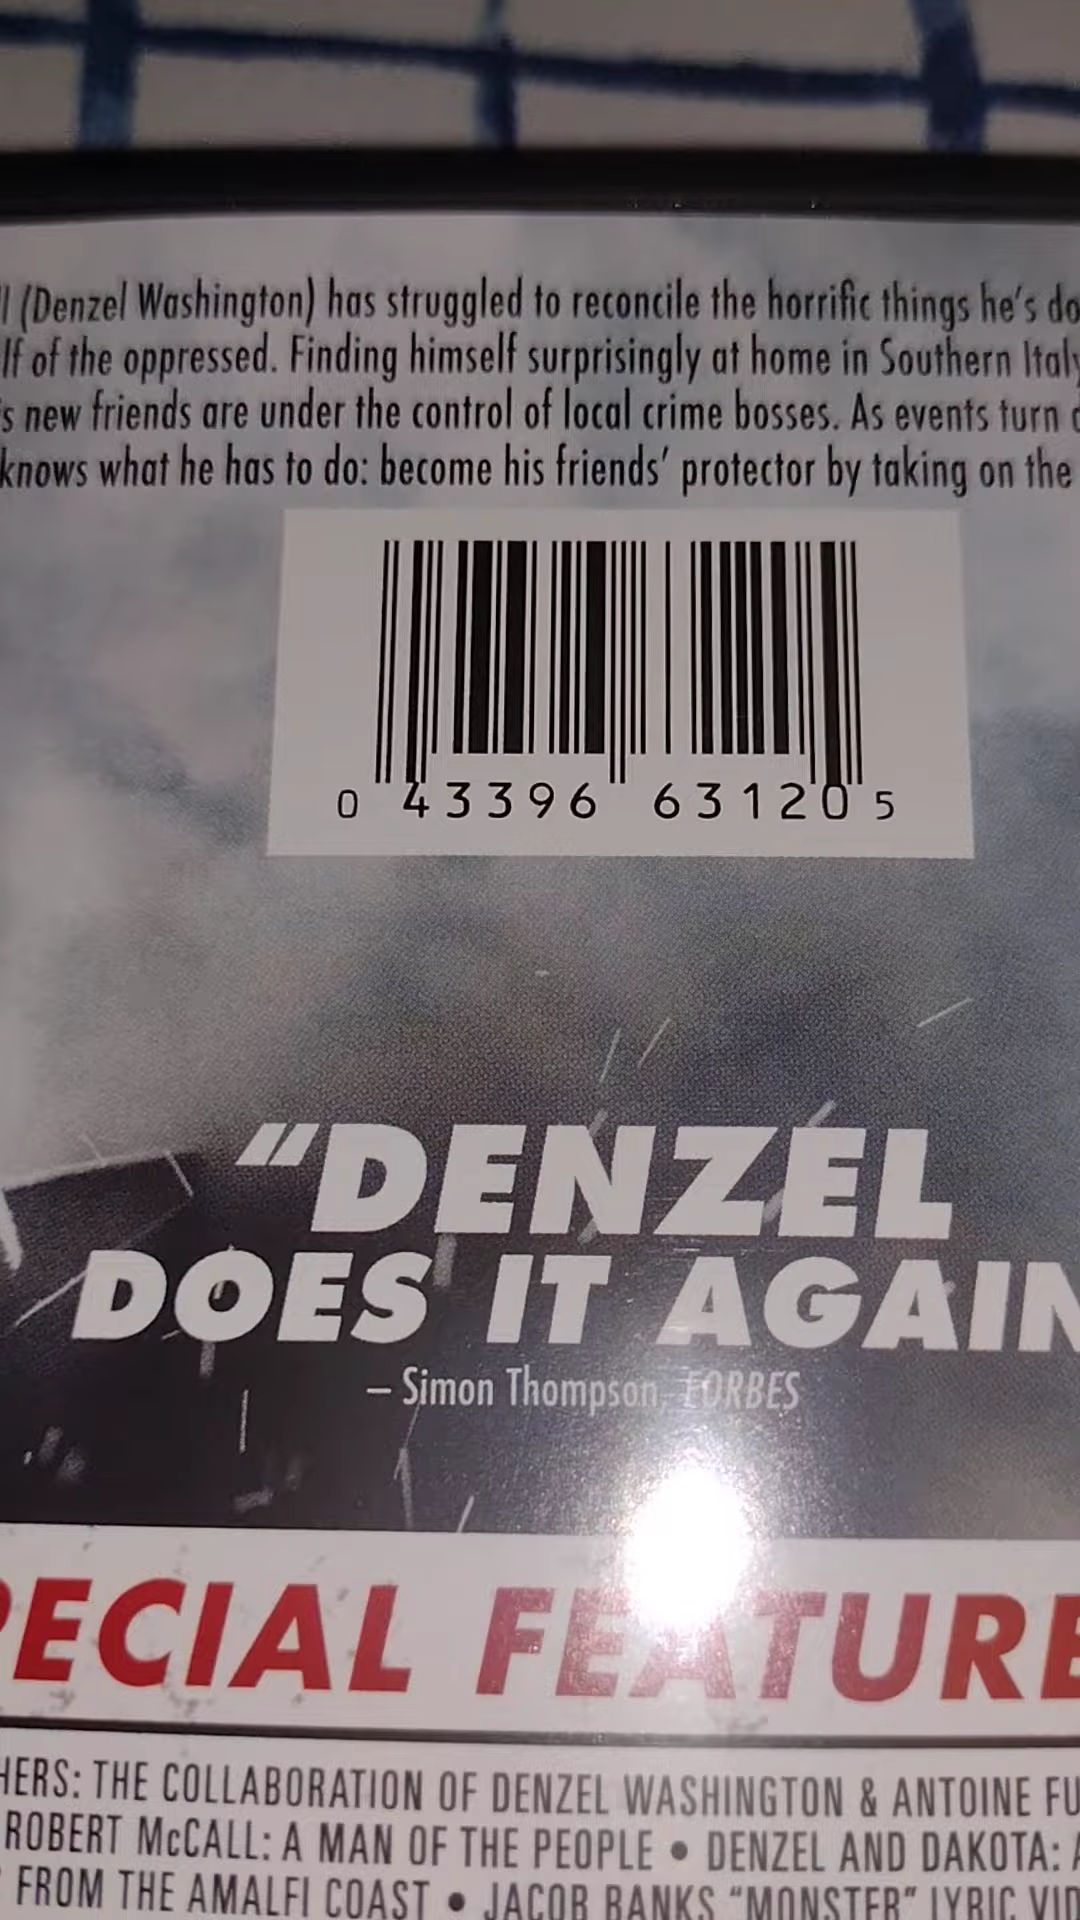 (Denzel Washington) has struggled to reconcile the horrific things he's
of the oppressed. Finding himself surprisingly at home in Southern Italy
new friends are under the control of local crime bosses. As events turn
knows what he has to do: become his friends' protector by taking on the
0 43396 63120 5
"DENZEL
DOES IT AGAIN
– Simon Thompson, FORBES
PECIAL FEATURE
HERS: THE COLLABORATION OF DENZEL WASHINGTON & ANTOINE FU
ROBERT McCALL: A MAN OF THE PEOPLE • DENZEL AND DAKOTA: A
FROM THE AMALFI COAST • JACOB BANKS "MONSTER" LYRIC VID